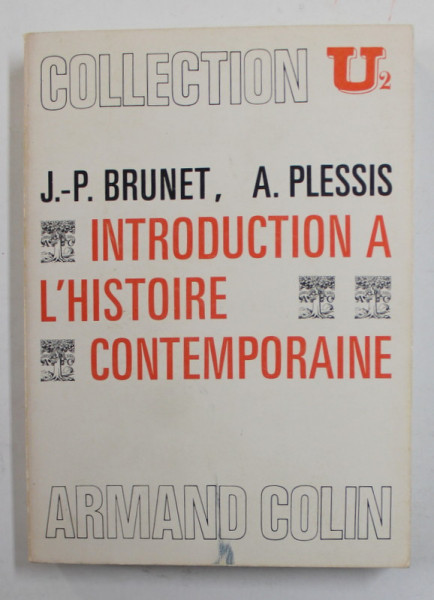 COLLECTION U2
J.-P. BRUNET, A. PLESSIS
INTRODUCTION A
L'HISTOIRE
CONTEMPORAINE
ARMAND COLIN